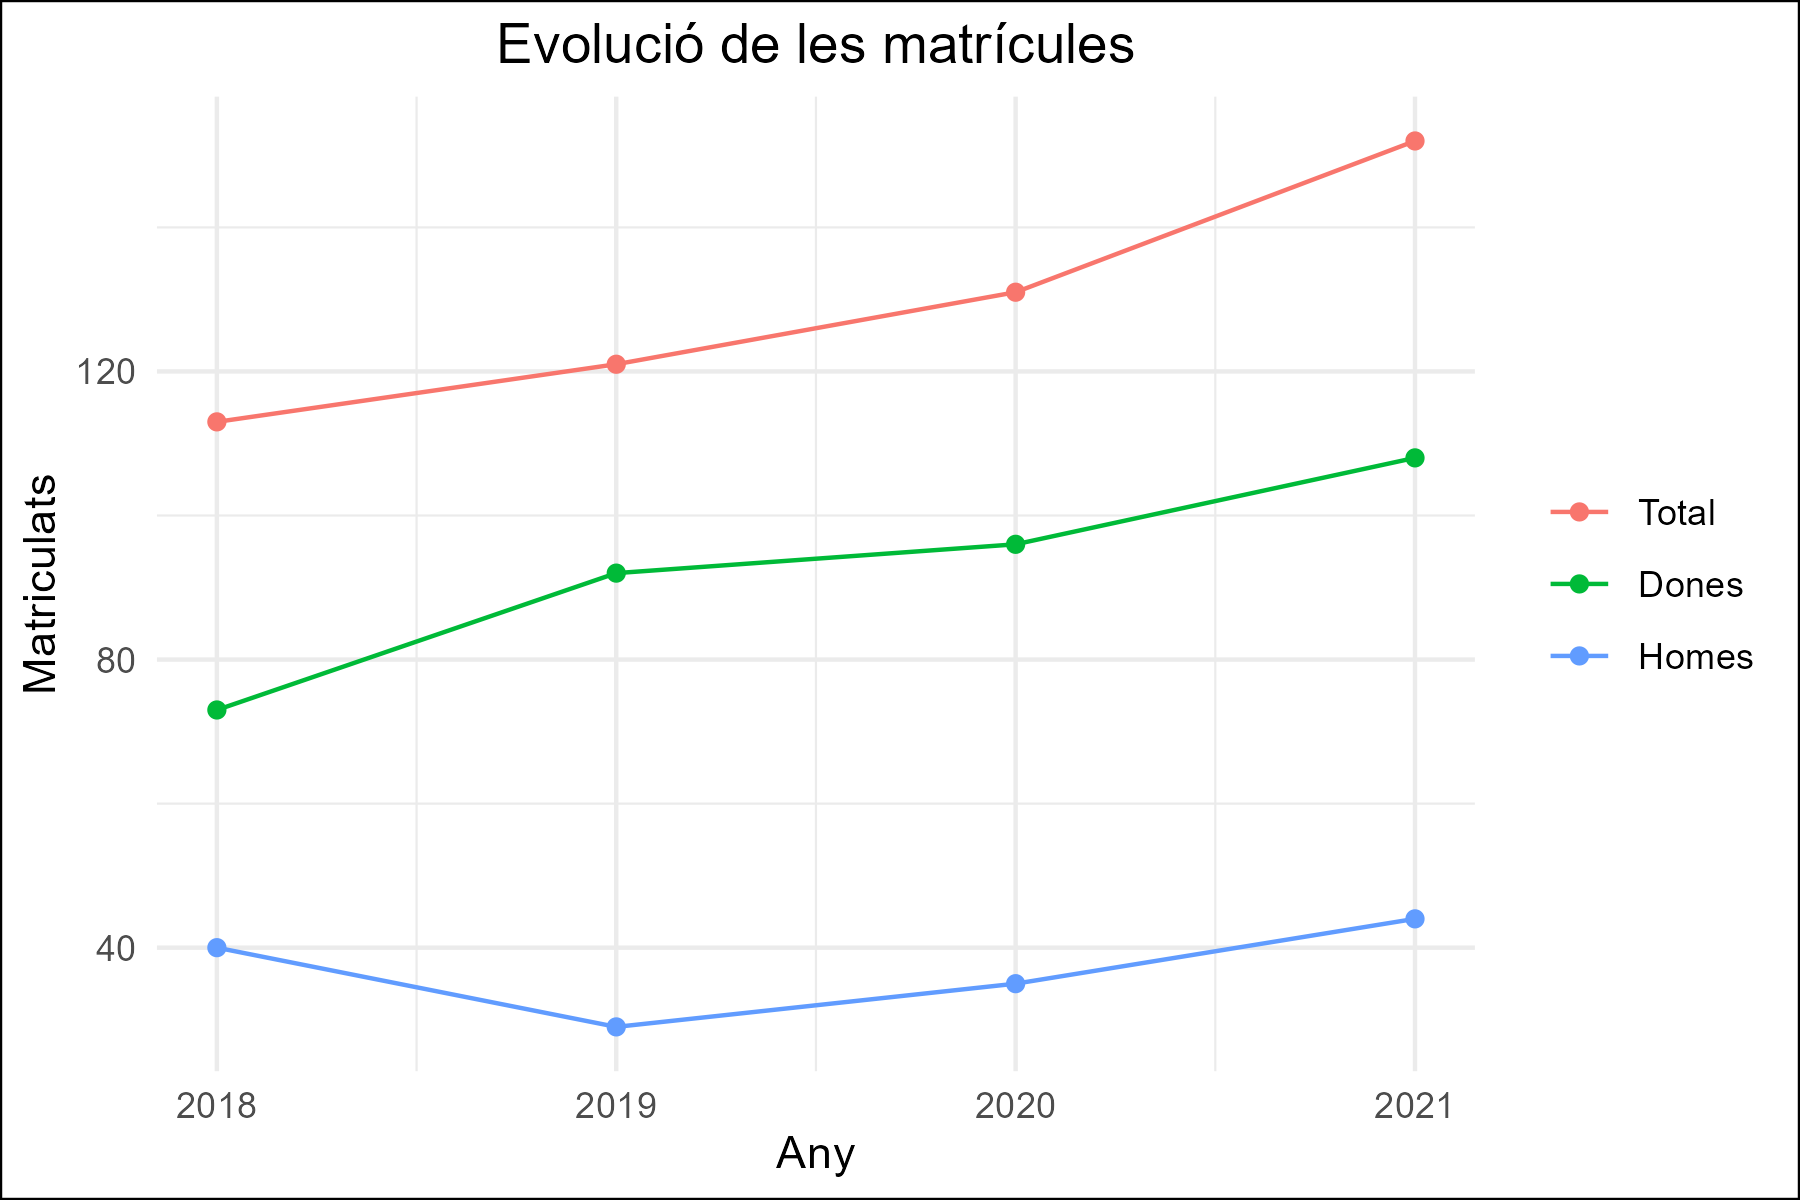 Evolució de les matrícules
Matriculats
120
80
40
2018
2019
2020
2021
Any
Total
Dones
Homes